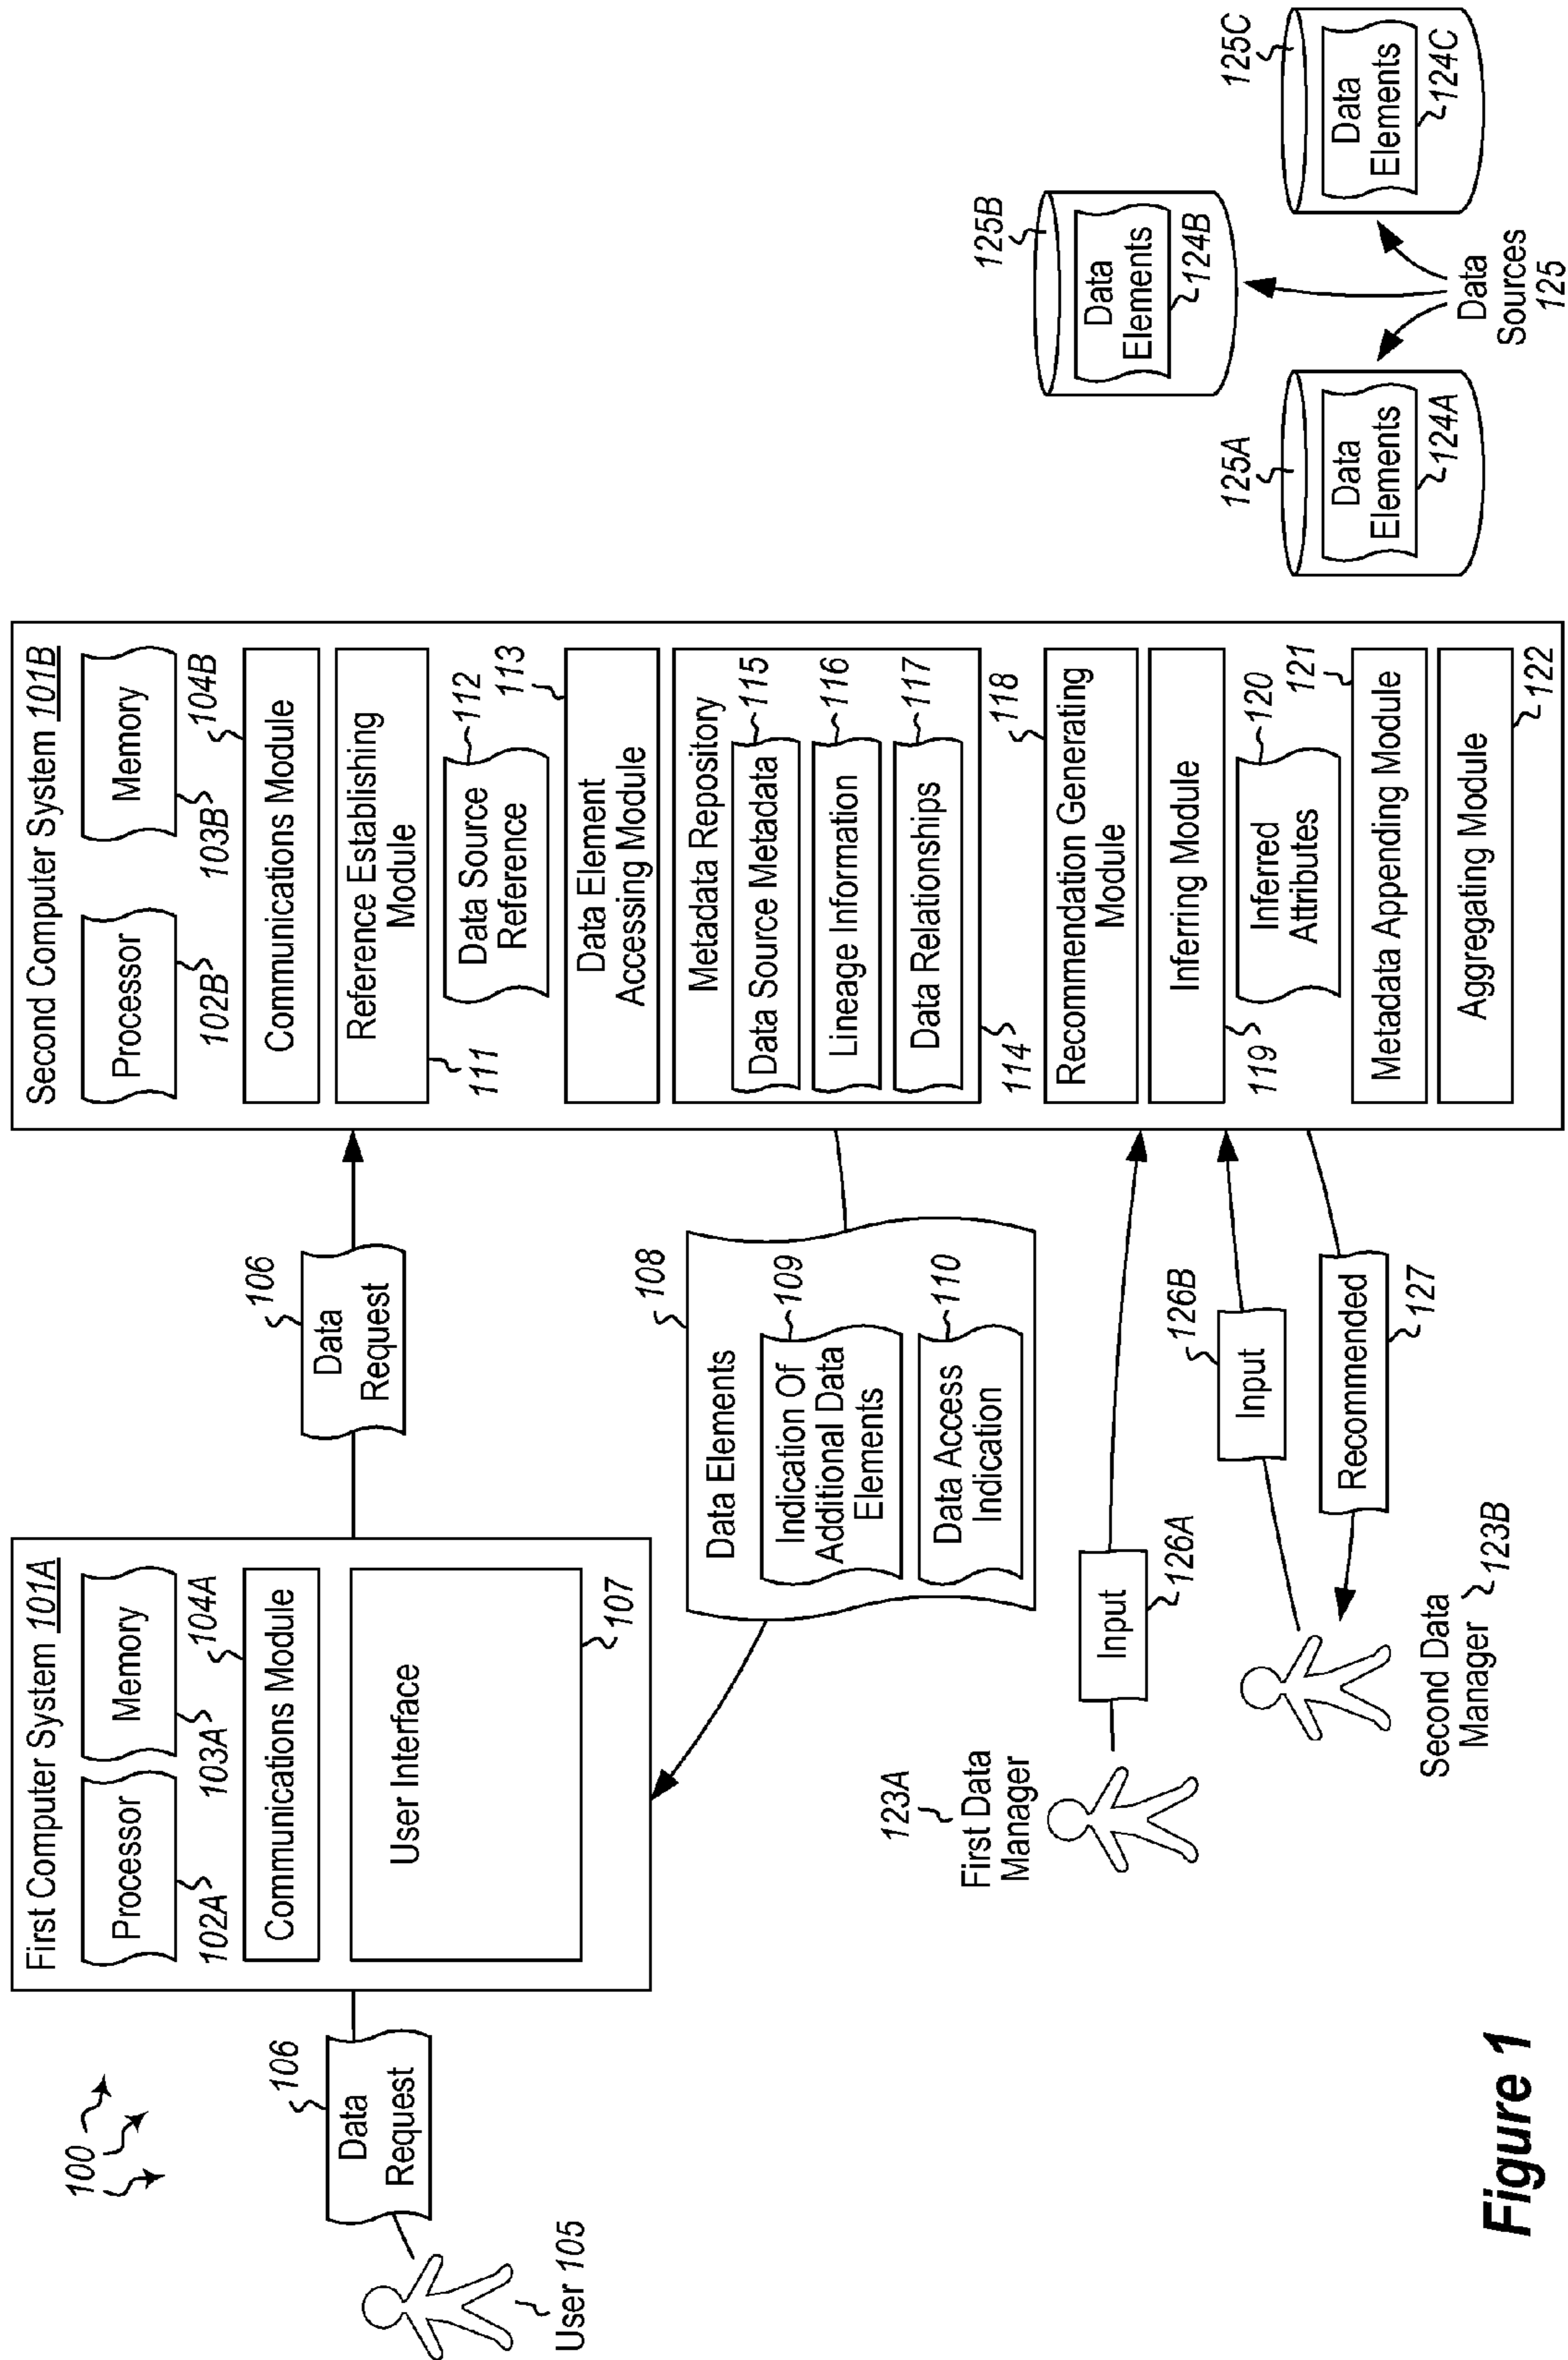 100
User 105
106
Data
Request
First Computer System 101A
Processor
102A
Memory
103A
104A
Communications Module
User Interface
107
106
Data
Request
108
Data Elements
Indication Of
Additional Data
Elements
109
Data Access
Indication
110
123A
First Data
Manager
Input
126A
Second Data
Manager 123B
Input
126B
Recommended
127
Second Computer System 101B
Processor
102B
Memory
103B
104B
Communications Module
Reference Establishing
Module
111
Data Source
Reference
112
113
Data Element
Accessing Module
Metadata Repository
Data Source Metadata
115
Lineage Information
116
Data Relationships
117
114
118
Recommendation Generating
Module
Inferring Module
119
Inferred
Attributes
120
121
Metadata Appending Module
Aggregating Module
122
125A
Data
Elements
124A
125B
Data
Elements
124B
125C
Data
Elements
124C
Data
Sources
125
Figure 1